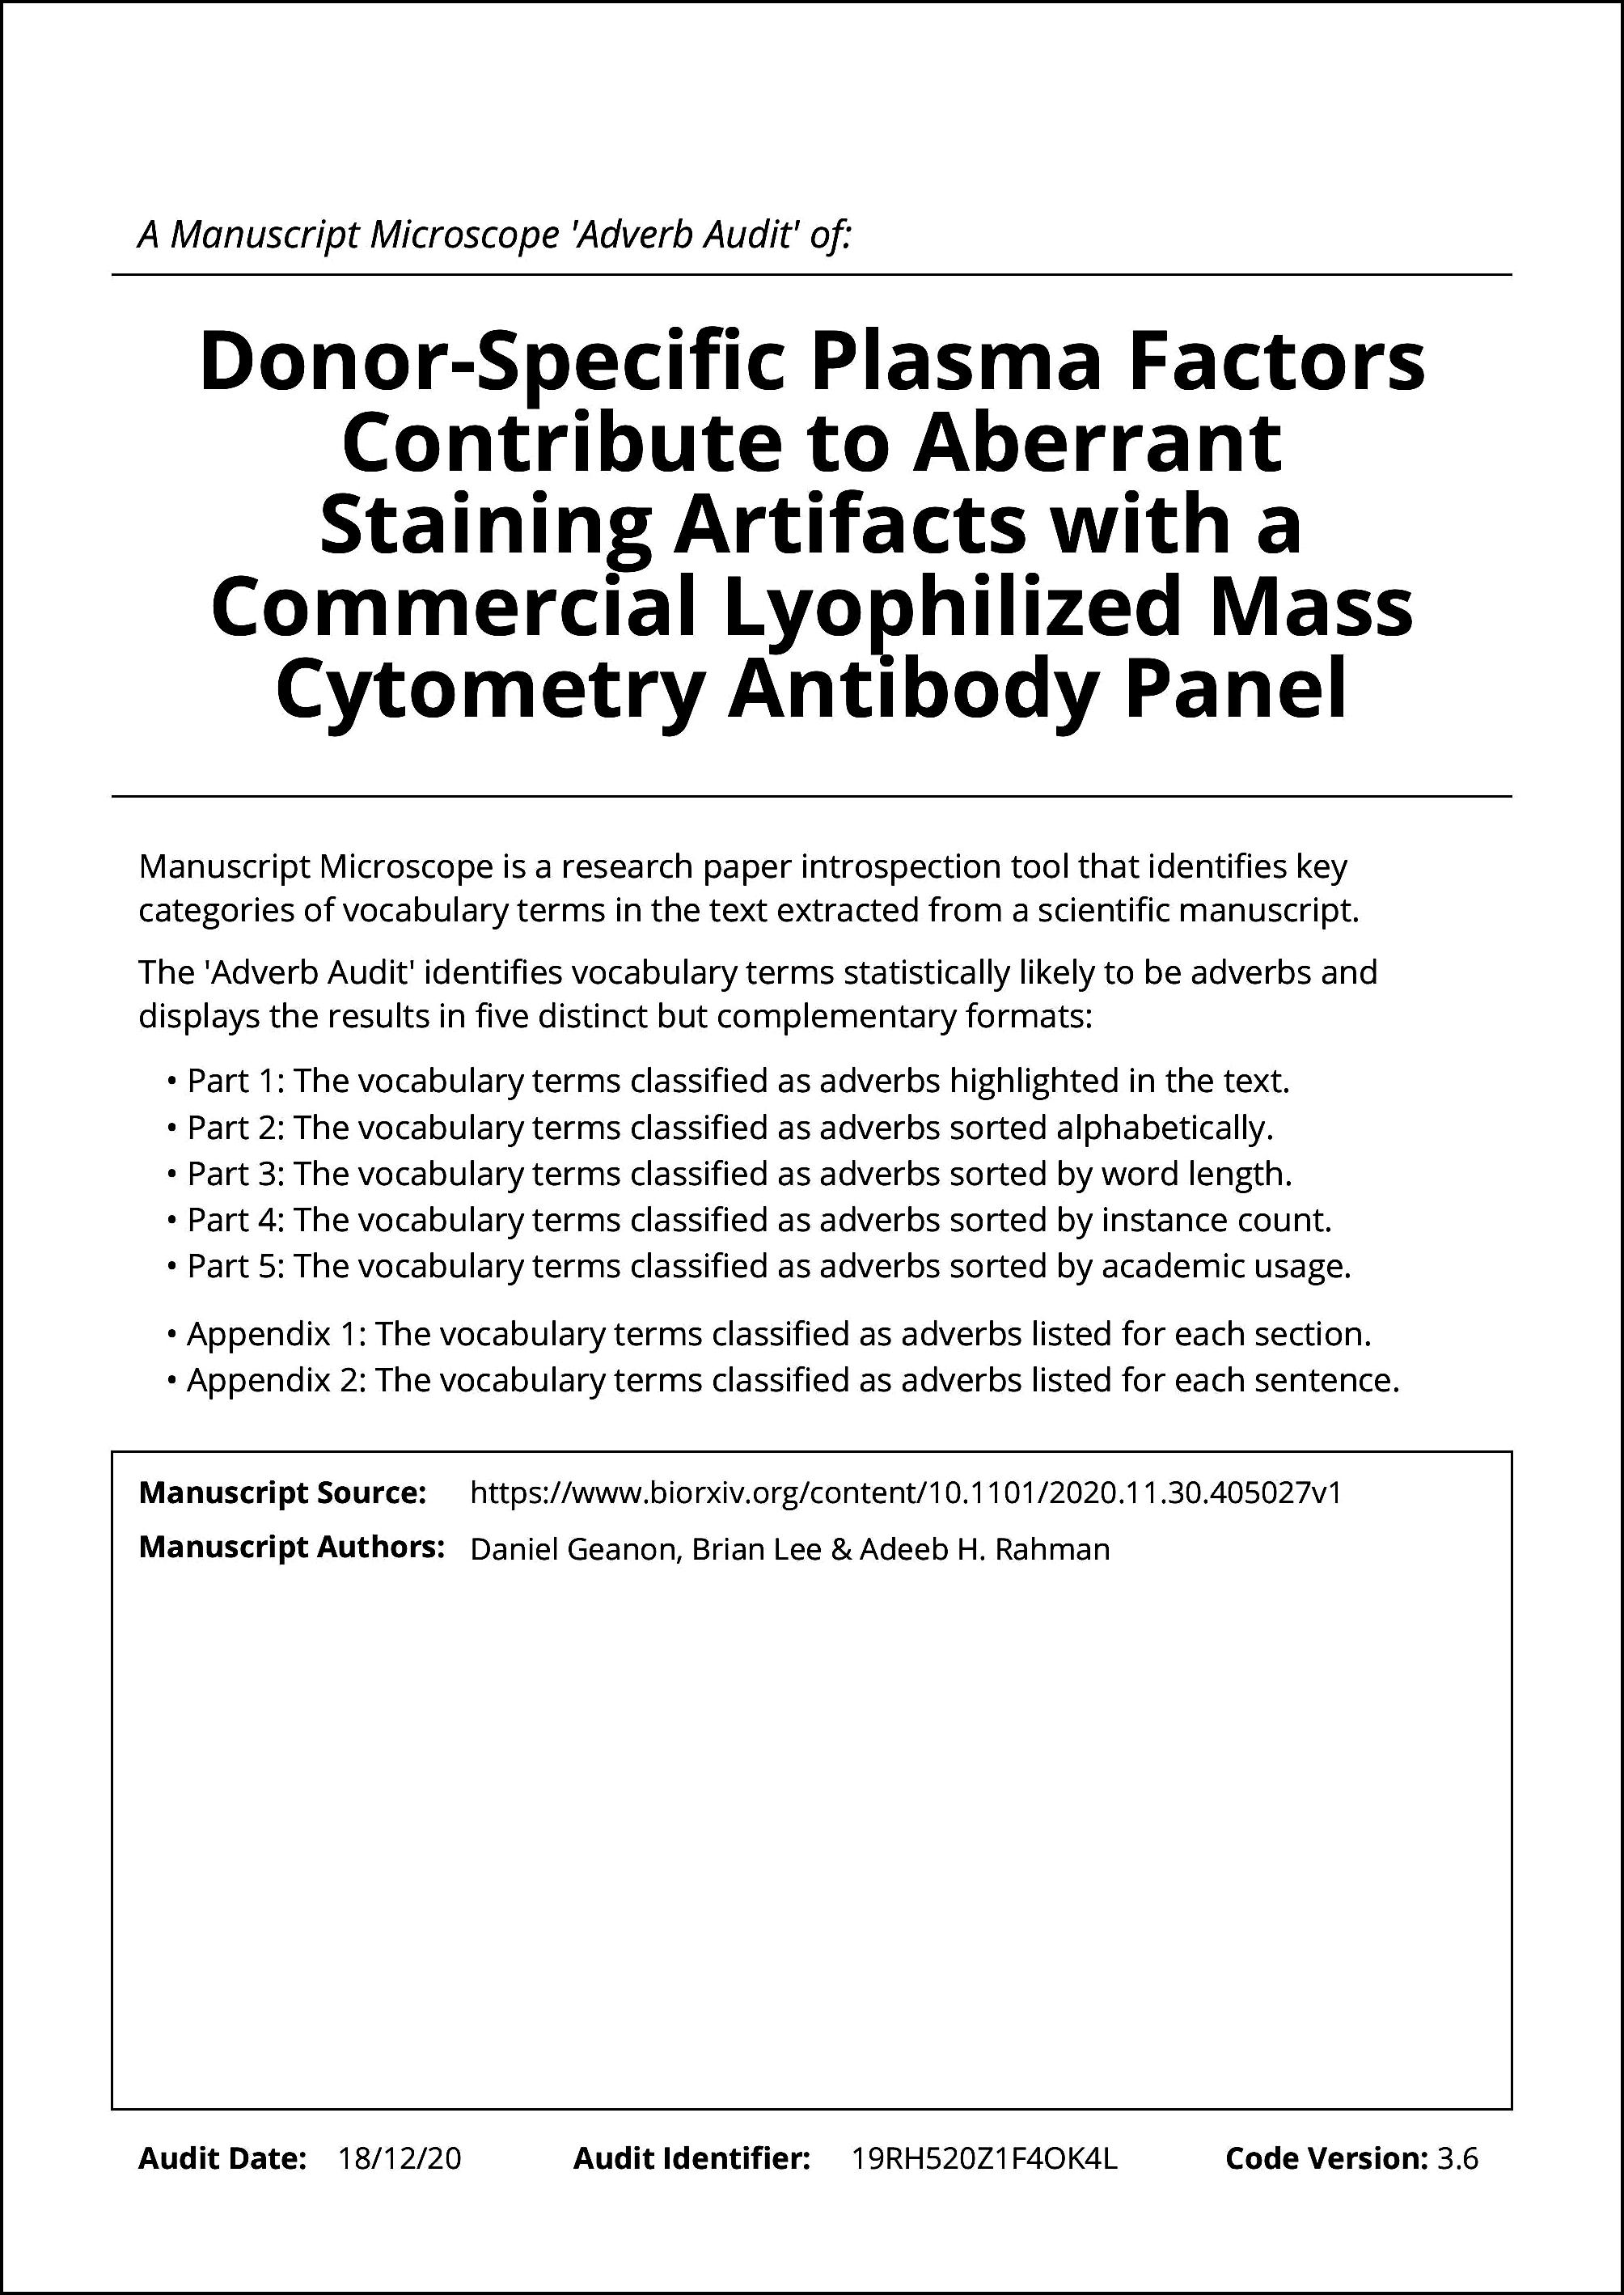 A Manuscript Microscope 'Adverb Audit' of:
Donor-Specific Plasma Factors
Contribute to Aberrant
Staining Artifacts with a
Commercial Lyophilized Mass
Cytometry Antibody Panel
Manuscript Microscope is a research paper introspection tool that identifies key
categories of vocabulary terms in the text extracted from a scientific manuscript.
The 'Adverb Audit' identifies vocabulary terms statistically likely to be adverbs and
displays the results in five distinct but complementary formats:
• Part 1: The vocabulary terms classified as adverbs highlighted in the text.
• Part 2: The vocabulary terms classified as adverbs sorted alphabetically.
• Part 3: The vocabulary terms classified as adverbs sorted by word length.
• Part 4: The vocabulary terms classified as adverbs sorted by instance count.
• Part 5: The vocabulary terms classified as adverbs sorted by academic usage.
• Appendix 1: The vocabulary terms classified as adverbs listed for each section.
• Appendix 2: The vocabulary terms classified as adverbs listed for each sentence.
Manuscript Source: https://www.biorxiv.org/content/10.1101/2020.11.30.405027v1
Manuscript Authors: Daniel Geanon, Brian Lee & Adeeb H. Rahman
Audit Date: 18/12/20 Audit Identifier: 19RH520Z1F4OK4L Code Version: 3.6